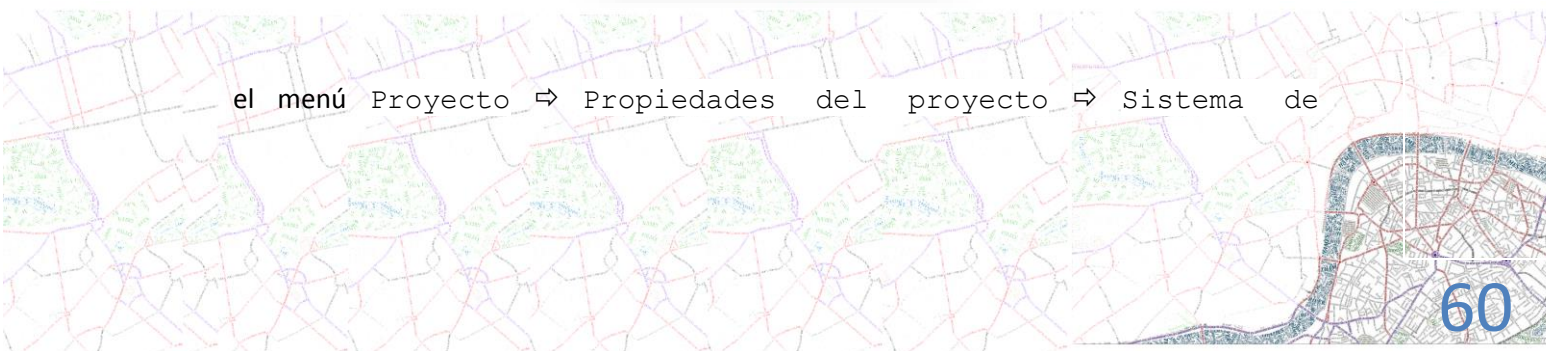 el menú Proyecto ⇨ Propiedades del proyecto ⇨ Sistema de
60